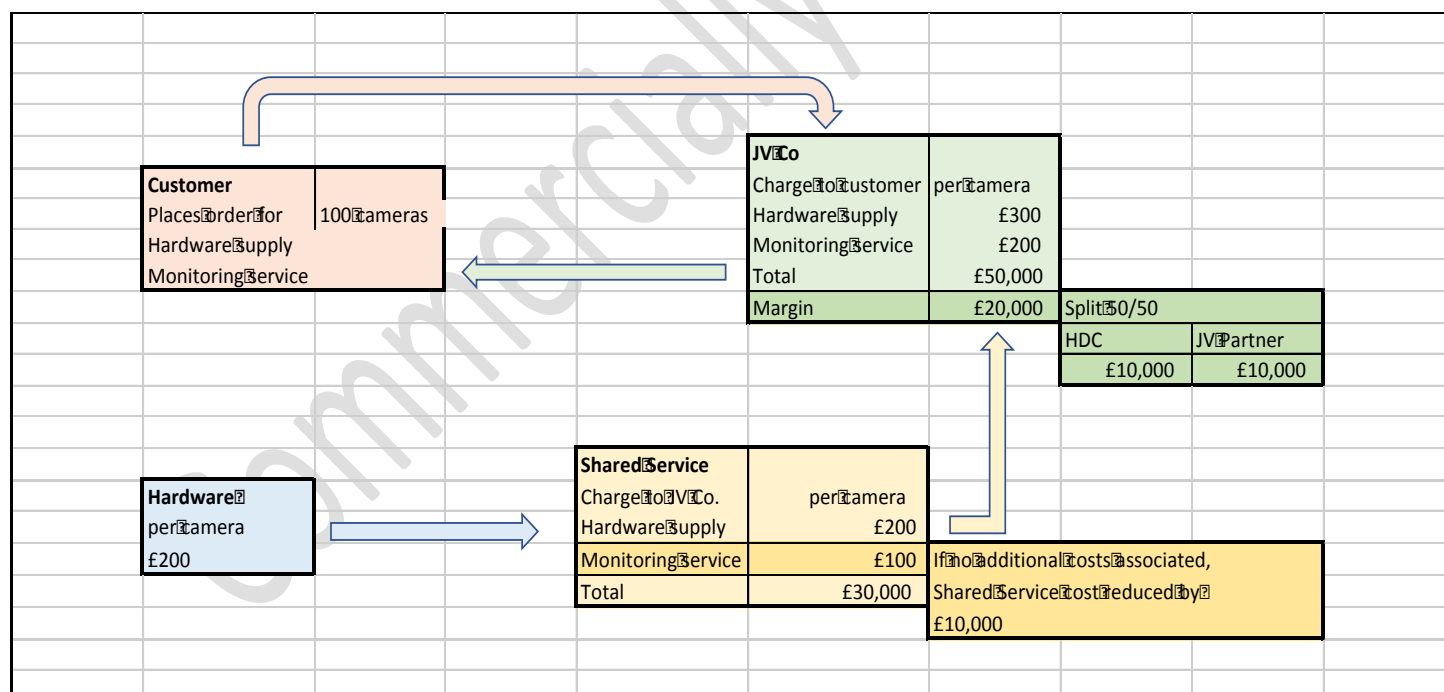 Commercially
JV Co
Charge to customer per camera
Hardware supply £300
Monitoring service £200
Total £50,000
Margin £20,000
Customer
Places order for 100 cameras
Hardware supply
Monitoring service
Split 50/50
HDC JV Partner
£10,000 £10,000
Shared Service
Charge to JV Co. per camera
Hardware supply £200
Monitoring service £100
Total £30,000
Hardware
per camera
£200
If no additional costs associated,
Shared Service cost reduced by
£10,000